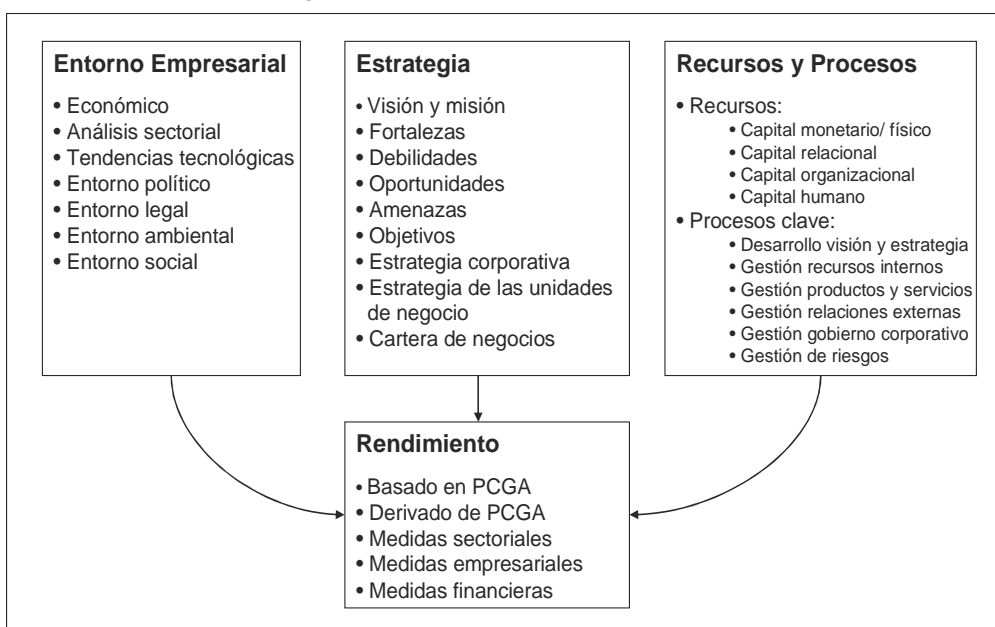 Entorno Empresarial
• Económico
• Análisis sectorial
• Tendencias tecnológicas
• Entorno político
• Entorno legal
• Entorno ambiental
• Entorno social
Estrategia
• Visión y misión
• Fortalezas
• Debilidades
• Oportunidades
• Amenazas
• Objetivos
• Estrategia corporativa
• Estrategia de las unidades
de negocio
• Cartera de negocios
Recursos y Procesos
• Recursos:
• Capital monetario/ físico
• Capital relacional
• Capital organizacional
• Capital humano
• Procesos clave:
• Desarrollo visión y estrategia
• Gestión recursos internos
• Gestión productos y servicios
• Gestión relaciones externas
• Gestión gobierno corporativo
• Gestión de riesgos
Rendimiento
• Basado en PCGA
• Derivado de PCGA
• Medidas sectoriales
• Medidas empresariales
• Medidas financieras